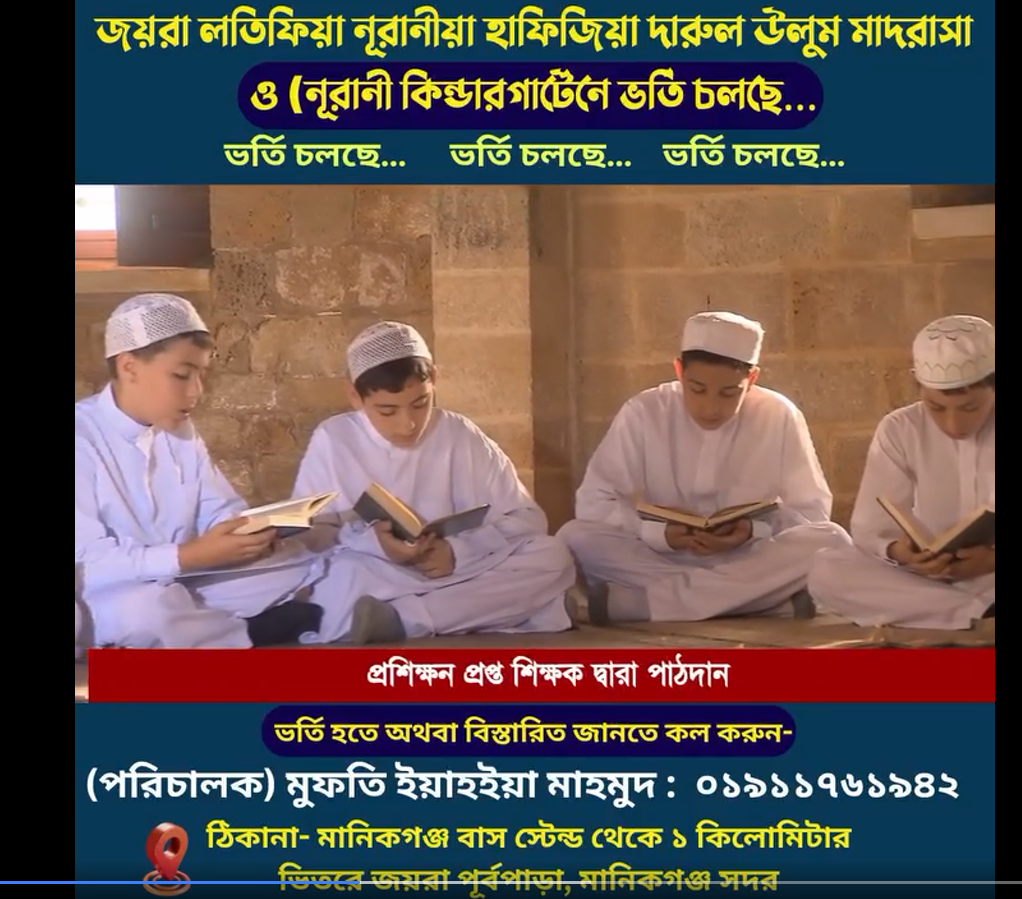 জয়রা লতিফিয়া নূরানীয়া হাফিজিয়া দারুল উলুম মাদরাসা
ও (নূরানী কিন্ডারগার্টেনে ভর্তি চলছে...
ভর্তি চলছে... ভর্তি চলছে... ভর্তি চলছে...
প্রশিক্ষন প্রপ্ত শিক্ষক দ্বারা পাঠদান
ভর্তি হতে অথবা বিস্তারিত জানতে কল করুন-
(পরিচালক) মুফতি ইয়াহইয়া মাহমুদ : ০১৯১১৭৬১৯৪২
ঠিকানা- মানিকগঞ্জ বাস স্টেন্ড থেকে ১ কিলোমিটার
ভিতরে জয়রা পূর্বপাড়া, মানিকগঞ্জ সদর